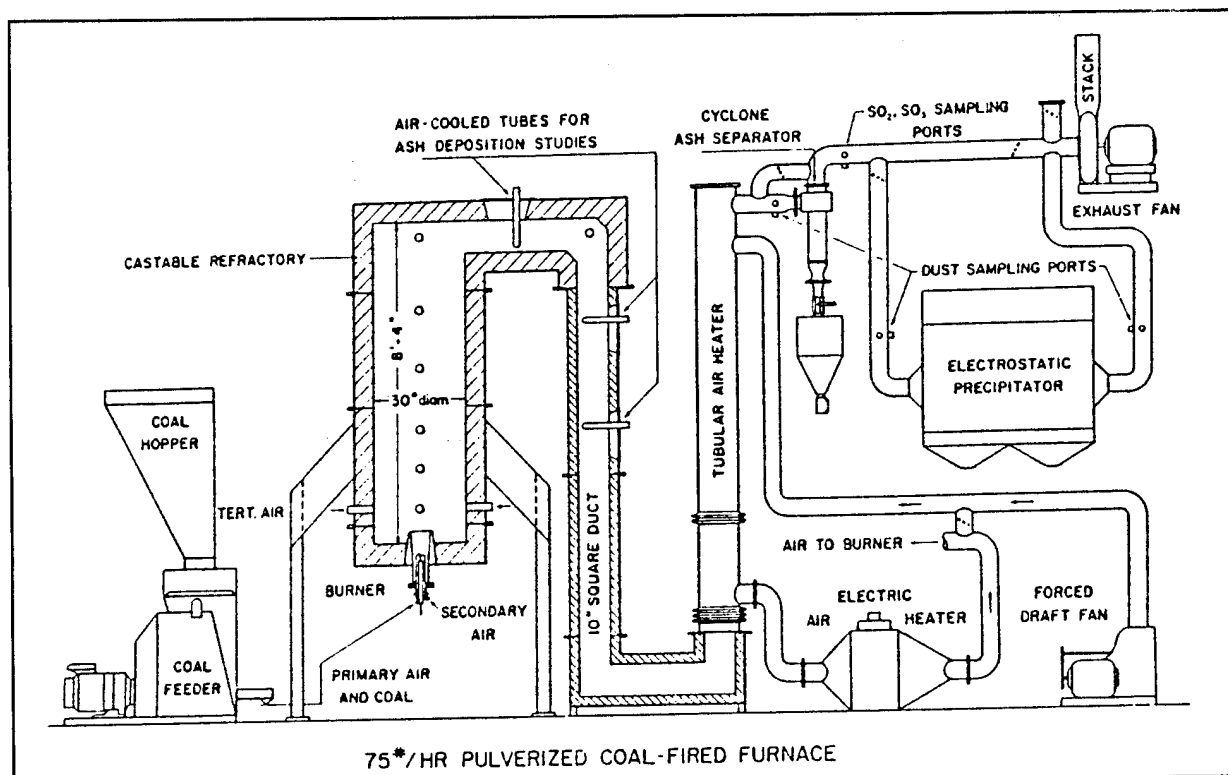 STACK
AIR-COOLED TUBES FOR
ASH DEPOSITION STUDIES
CYCLONE
ASH SEPARATOR
SO₂, SO₃ SAMPLING
PORTS
EXHAUST FAN
CASTABLE REFRACTORY
DUST SAMPLING PORTS
8'-4"
30" diam
TUBULAR AIR HEATER
ELECTROSTATIC
PRECIPITATOR
COAL
HOPPER
TERT. AIR
10" SQUARE DUCT
AIR TO BURNER
BURNER
SECONDARY
AIR
ELECTRIC
AIR HEATER
FORCED
DRAFT FAN
COAL
FEEDER
PRIMARY AIR
AND COAL
75#/HR PULVERIZED COAL-FIRED FURNACE